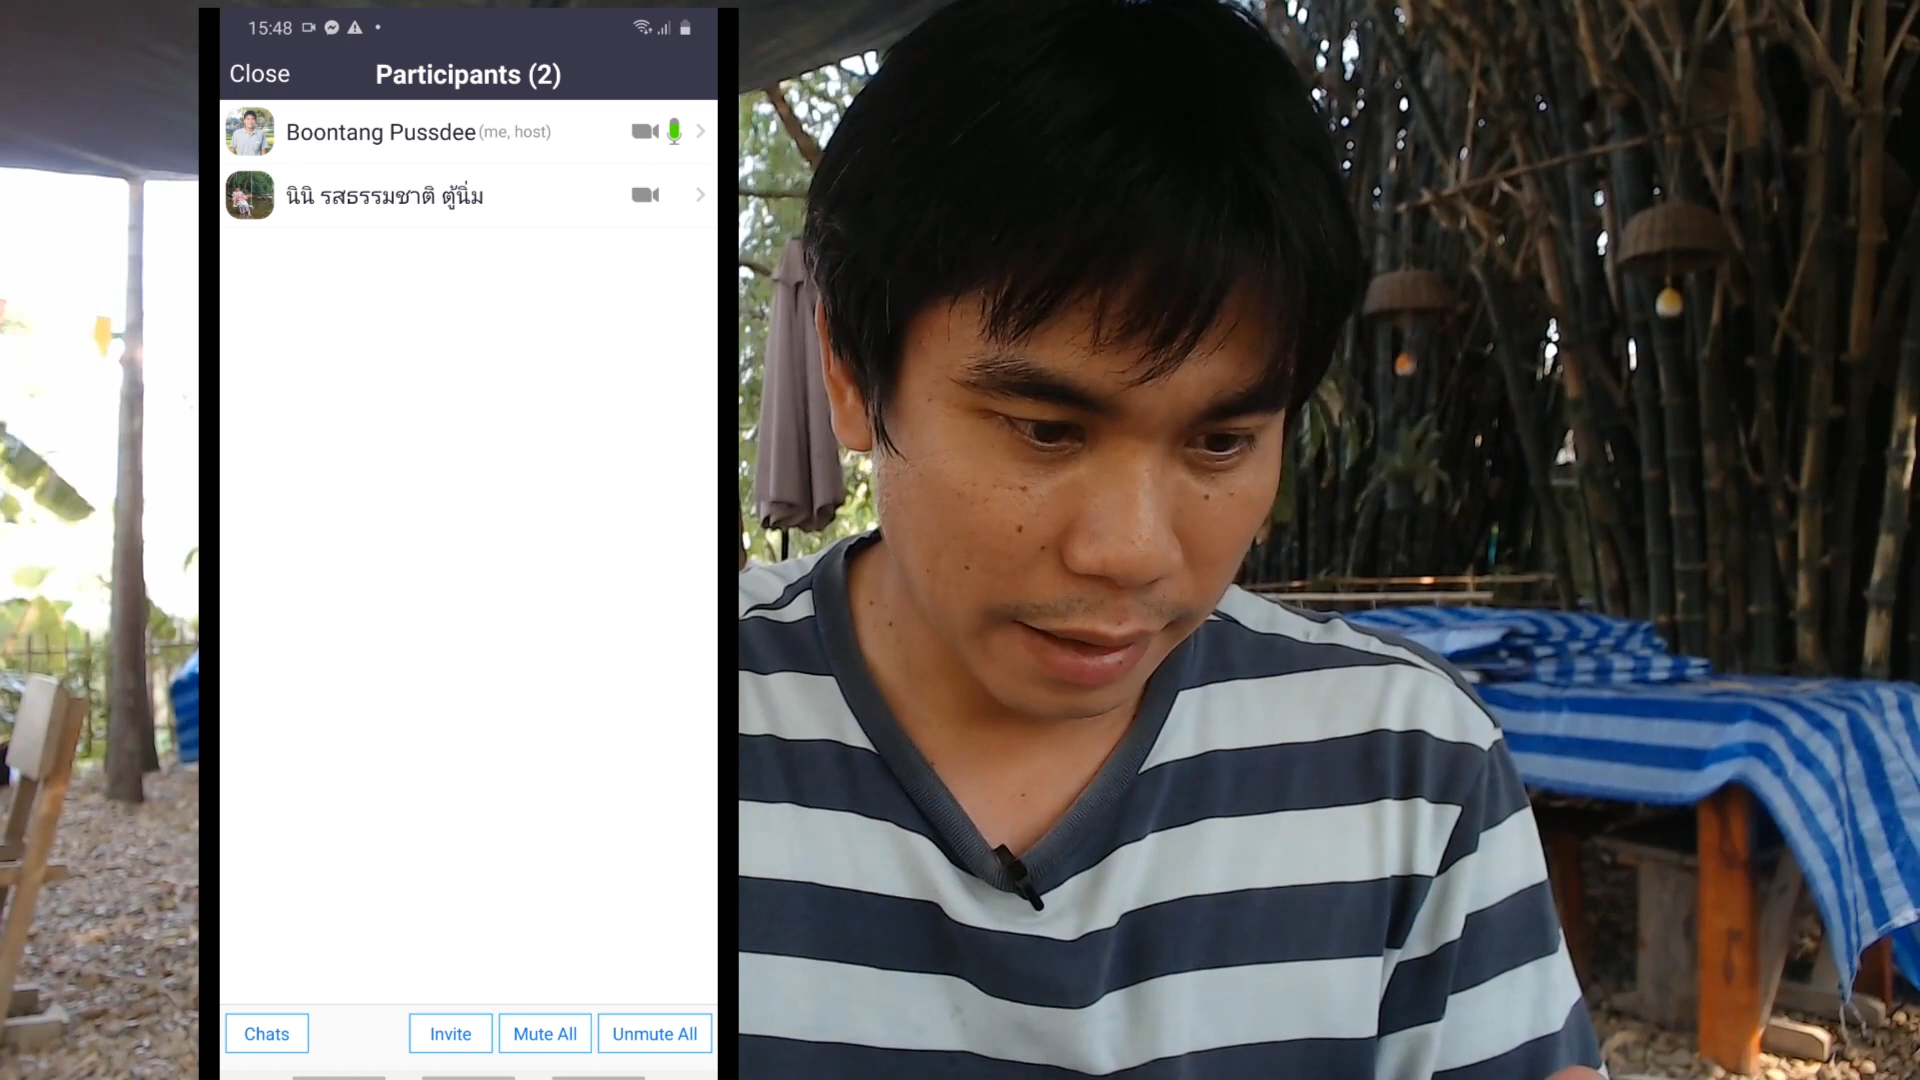 15:48
Close Participants (2)
Boontang Pussdee (me, host)
นินิ รสธรรมชาติ ตู้นิ่ม
Chats Invite Mute All Unmute All